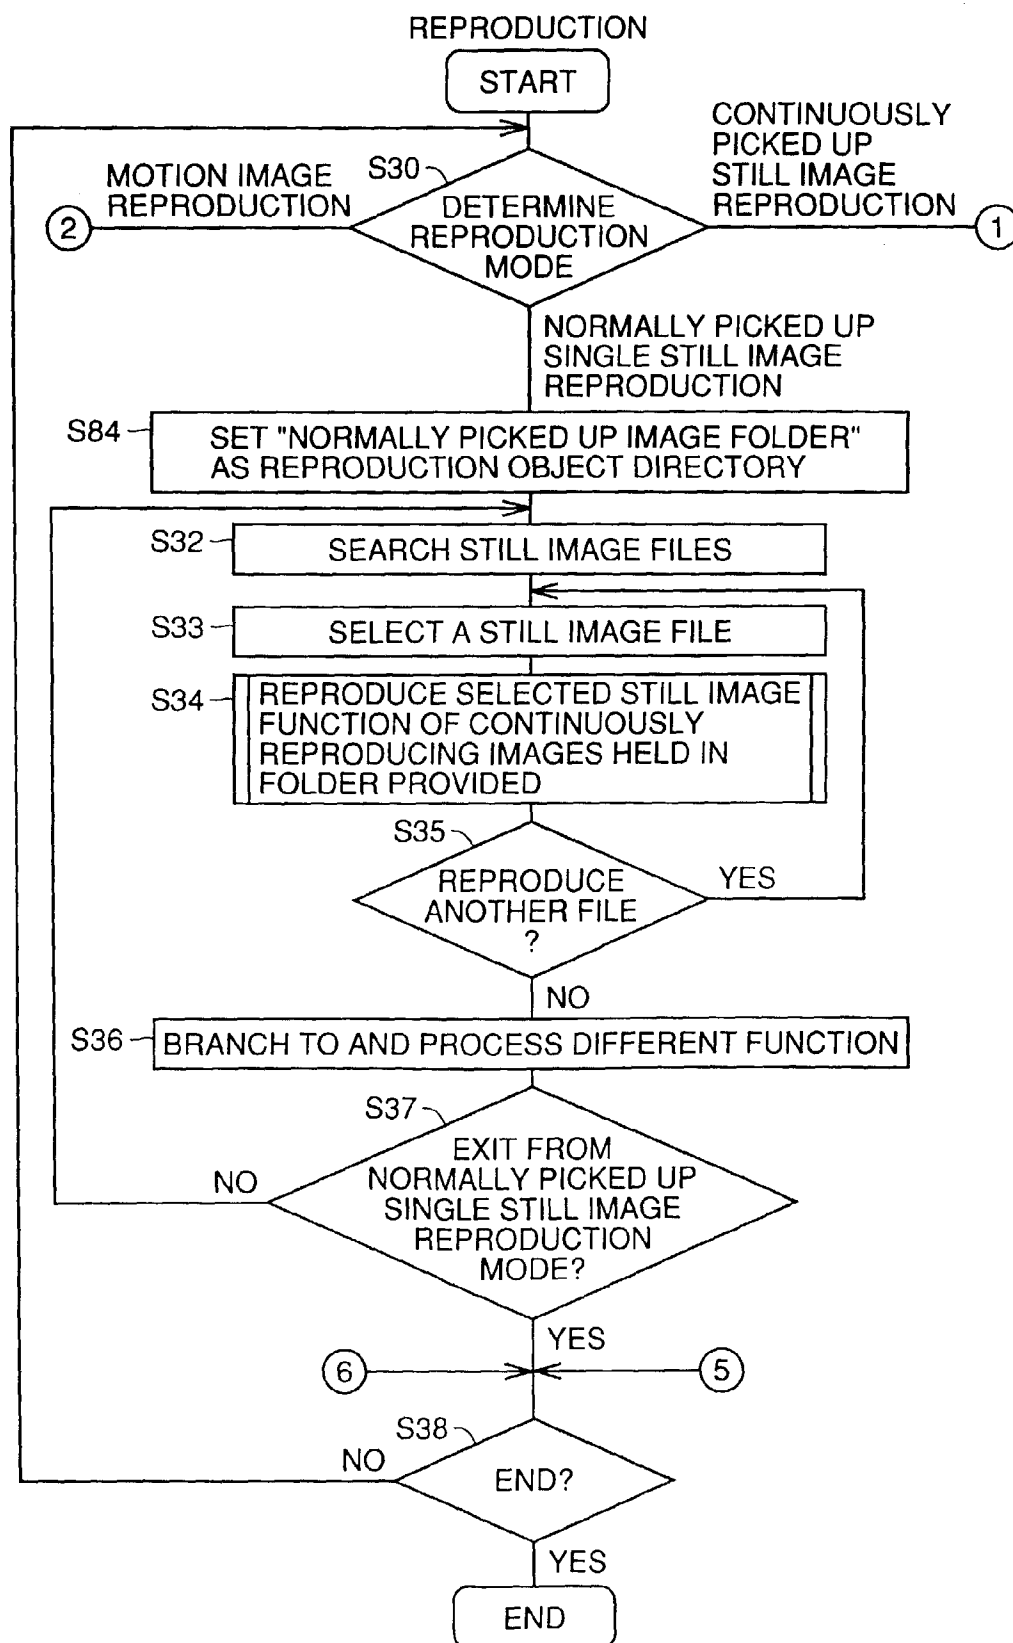 REPRODUCTION
START
CONTINUOUSLY
PICKED UP
STILL IMAGE
REPRODUCTION
S30
MOTION IMAGE
REPRODUCTION
2
DETERMINE
REPRODUCTION
MODE
1
NORMALLY PICKED UP
SINGLE STILL IMAGE
REPRODUCTION
S84
SET "NORMALLY PICKED UP IMAGE FOLDER"
AS REPRODUCTION OBJECT DIRECTORY
S32
SEARCH STILL IMAGE FILES
S33
SELECT A STILL IMAGE FILE
S34
REPRODUCE SELECTED STILL IMAGE
FUNCTION OF CONTINUOUSLY
REPRODUCING IMAGES HELD IN
FOLDER PROVIDED
S35
REPRODUCE
ANOTHER FILE
?
YES
NO
S36
BRANCH TO AND PROCESS DIFFERENT FUNCTION
S37
EXIT FROM
NORMALLY PICKED UP
SINGLE STILL IMAGE
REPRODUCTION
MODE?
NO
YES
6
5
S38
NO
END?
YES
END